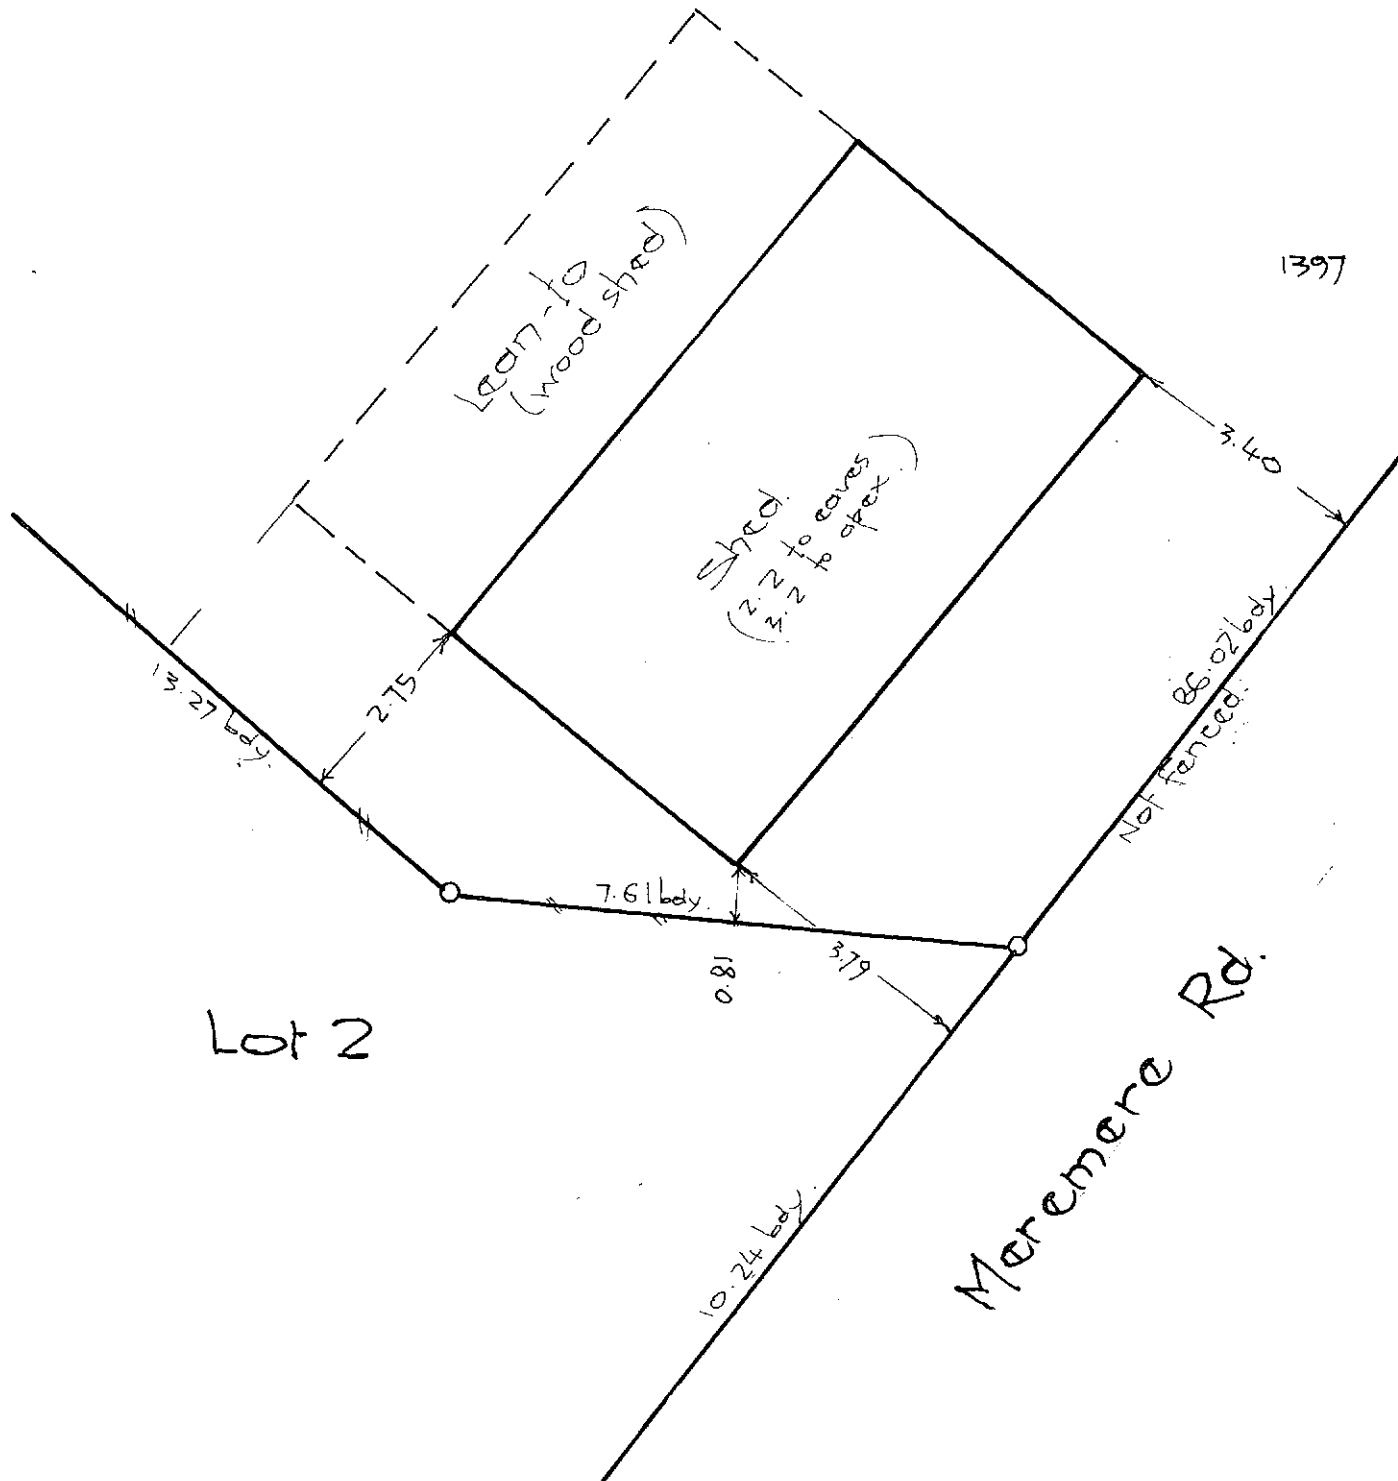 1397
Lean-to
(wood shed)
Shed.
(2.2 to eaves
3.2 to apex.)
3.40
86.02 bdy.
Not fenced.
13.27 bdy.
2.75
7.61 bdy.
0.81
3.79
Lot 2
10.24 bdy.
Meremere Rd.